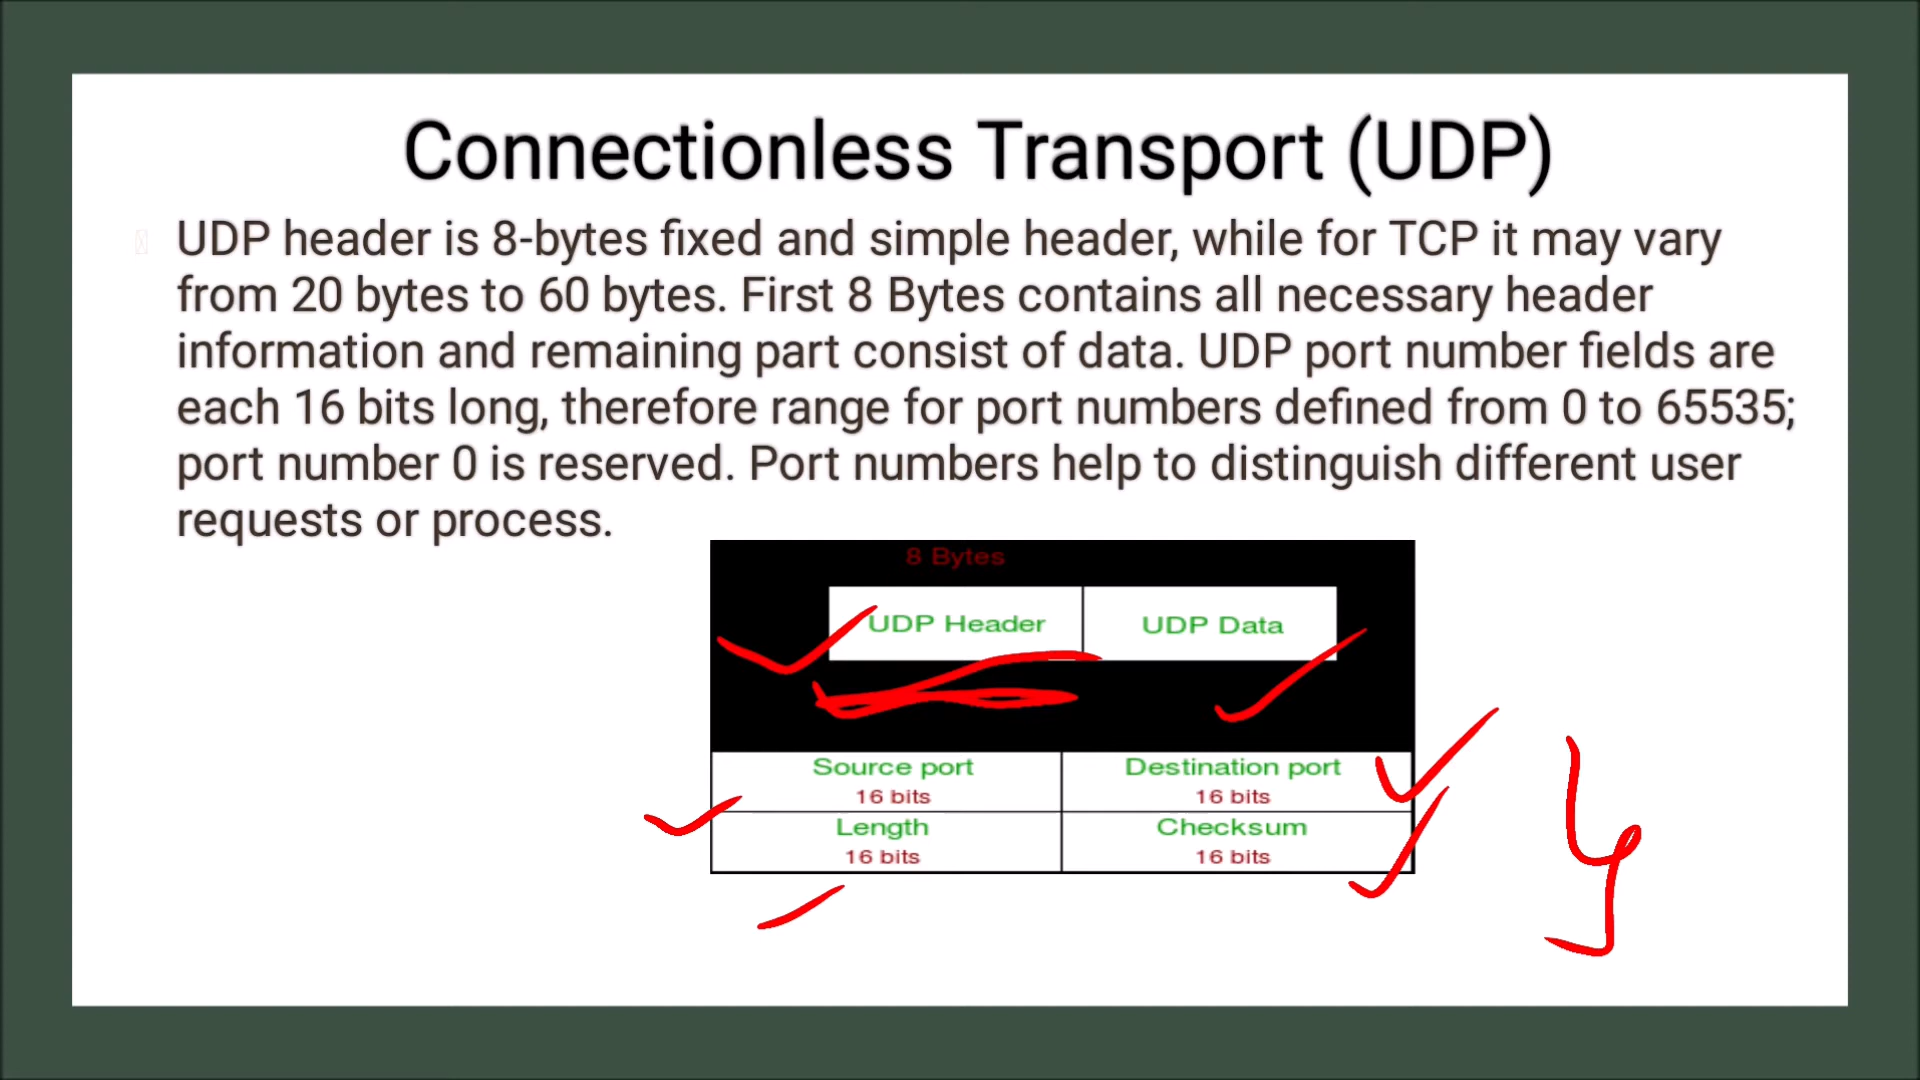 Connectionless Transport (UDP)
UDP header is 8-bytes fixed and simple header, while for TCP it may vary
from 20 bytes to 60 bytes. First 8 Bytes contains all necessary header
information and remaining part consist of data. UDP port number fields are
each 16 bits long, therefore range for port numbers defined from 0 to 65535;
port number 0 is reserved. Port numbers help to distinguish different user
requests or process.
8 Bytes
UDP Header UDP Data
Source port Destination port
16 bits 16 bits
Length Checksum
16 bits 16 bits